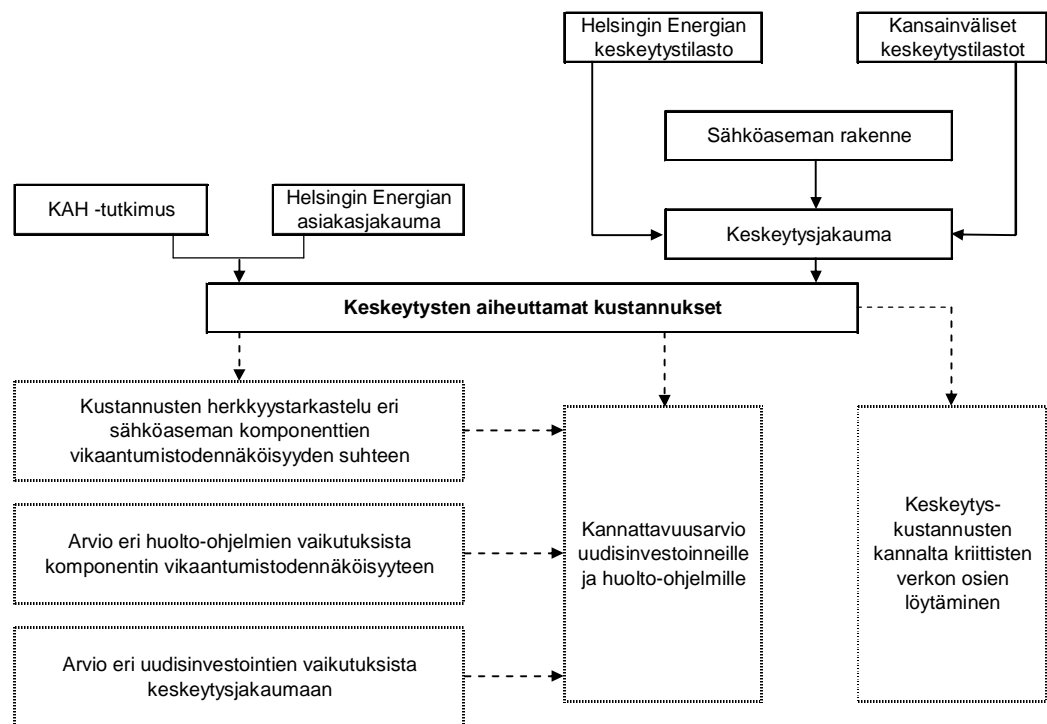 Helsingin Energian
keskeytystilasto
Kansainväliset
keskeytystilastot
Sähköaseman rakenne
KAH -tutkimus
Helsingin Energian
asiakasjakauma
Keskeytysjakauma
Keskeytysten aiheuttamat kustannukset
Kustannusten herkkyystarkastelu eri
sähköaseman komponenttien
vikaantumistodennäköisyyden suhteen
Arvio eri huolto-ohjelmien vaikutuksista
komponentin vikaantumistodennäköisyyteen
Arvio eri uudisinvestointien vaikutuksista
keskeytysjakaumaan
Kannattavuusarvio
uudisinvestoinneille
ja huolto-ohjelmille
Keskeytys-
kustannusten
kannalta kriittisten
verkon osien
löytäminen